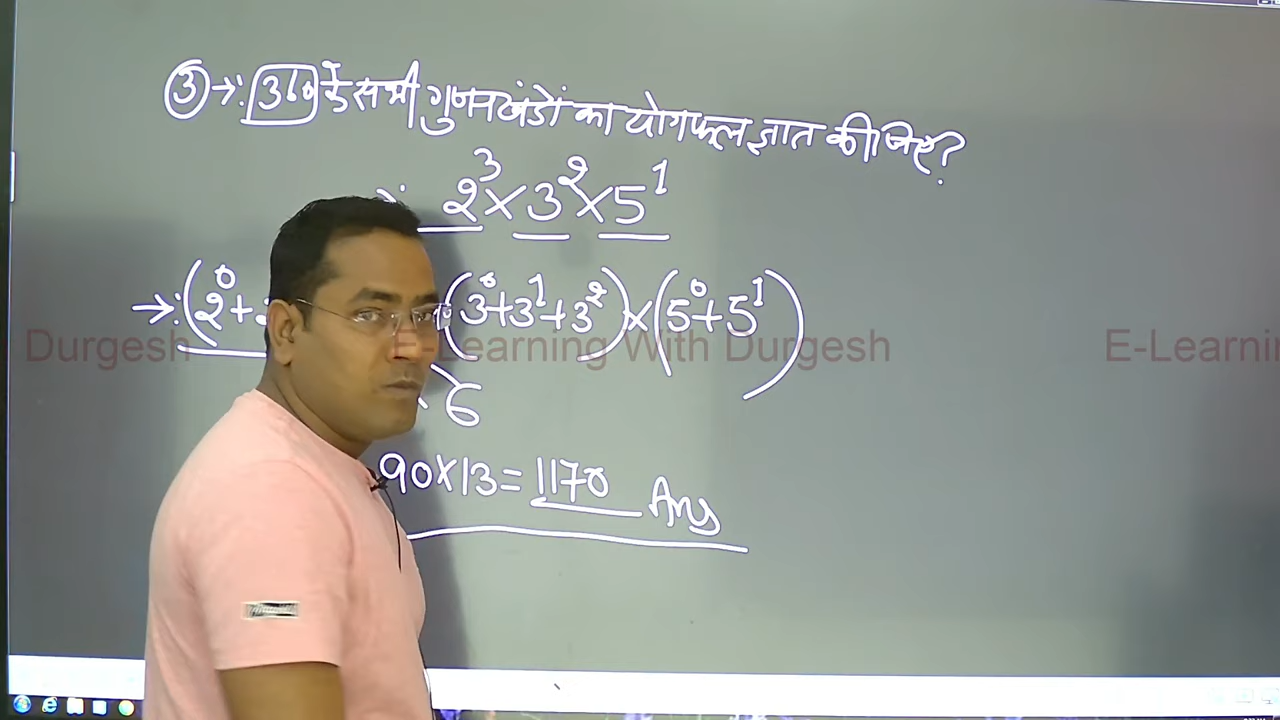 ③→: 360 के सभी गुणनखंडों का योगफल ज्ञात कीजिए?
2³×3²×5¹
→: (2⁰+ (3⁰+3¹+3²)×(5⁰+5¹)
Durgesh E-Learning With Durgesh E-Learni
×6
90×13=1170 Ans